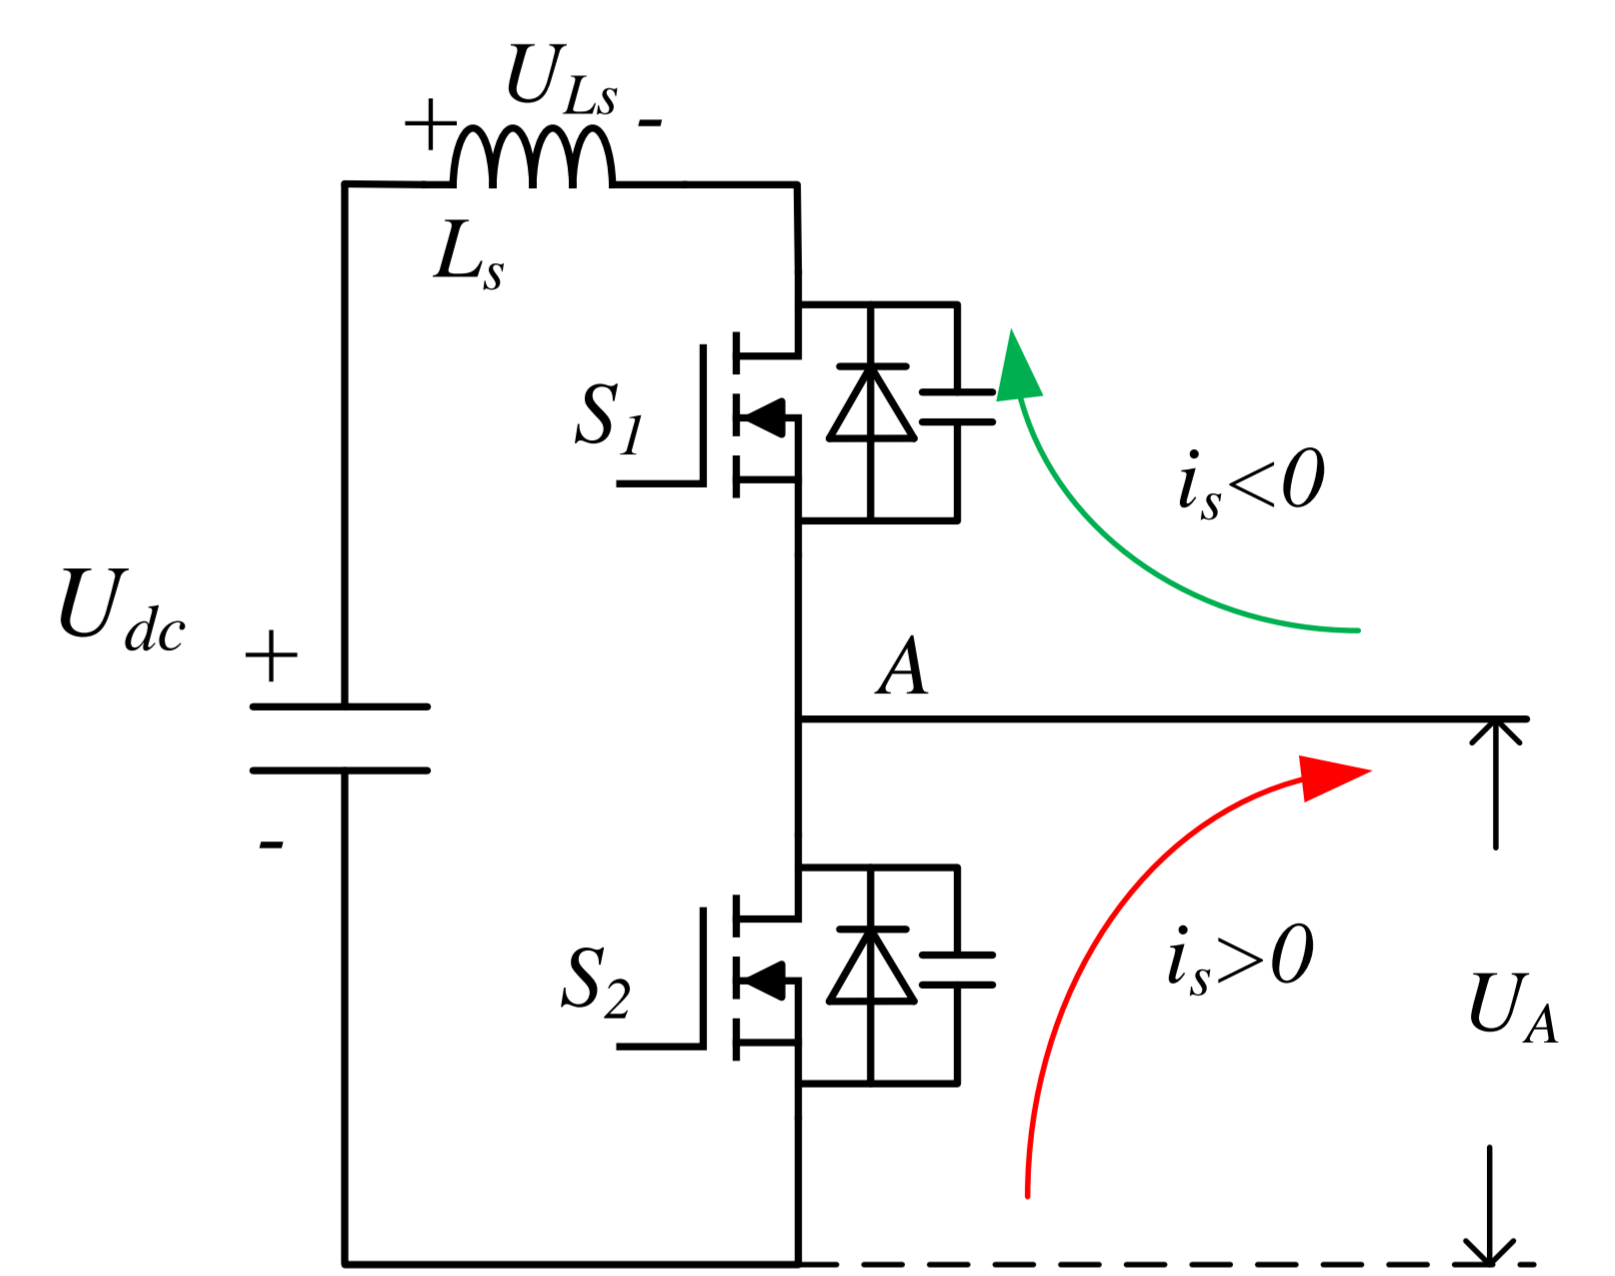 U_Ls
+ -
L_s
S_1
i_s<0
U_dc
+
A
-
i_s>0
S_2
U_A